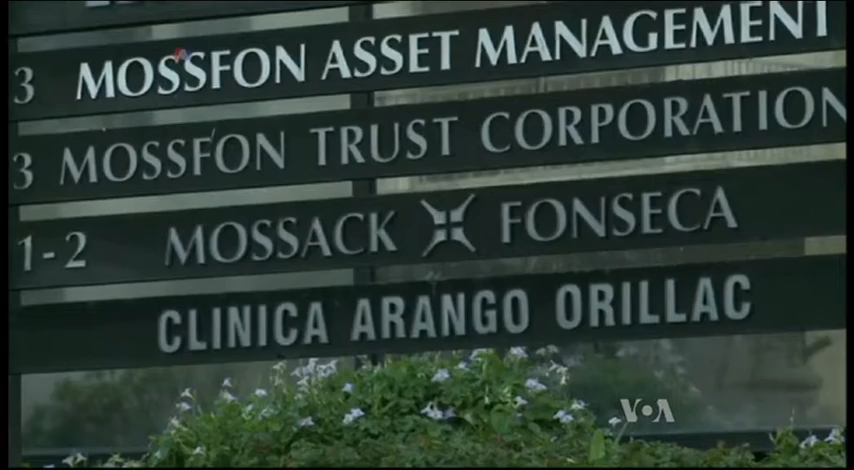 3 MOSSFON ASSET MANAGEMENT
3 MOSSFON TRUST CORPORATION
1-2 MOSSACK FONSECA
CLINICA ARANGO ORILLAC
VOA